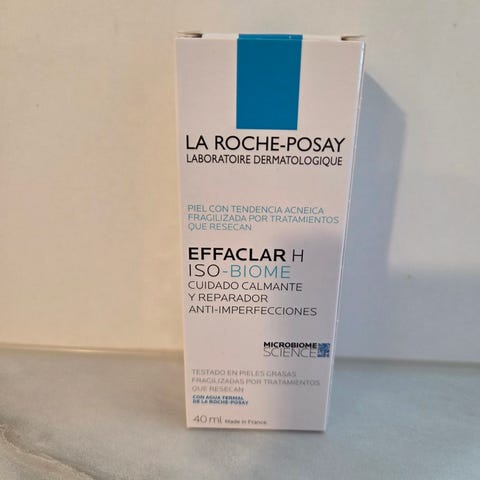 LA ROCHE-POSAY
LABORATOIRE DERMATOLOGIQUE
PIEL CON TENDENCIA ACNEICA
FRAGILIZADA POR TRATAMIENTOS
QUE RESECAN
EFFACLAR H
ISO-BIOME
CUIDADO CALMANTE
Y REPARADOR
ANTI-IMPERFECCIONES
MICROBIOME
SCIENCE
TESTADO EN PIELES GRASAS
FRAGILIZADAS POR TRATAMIENTOS
QUE RESECAN
CON AGUA TERMAL
DE LA ROCHE-POSAY
40 ml Made in France